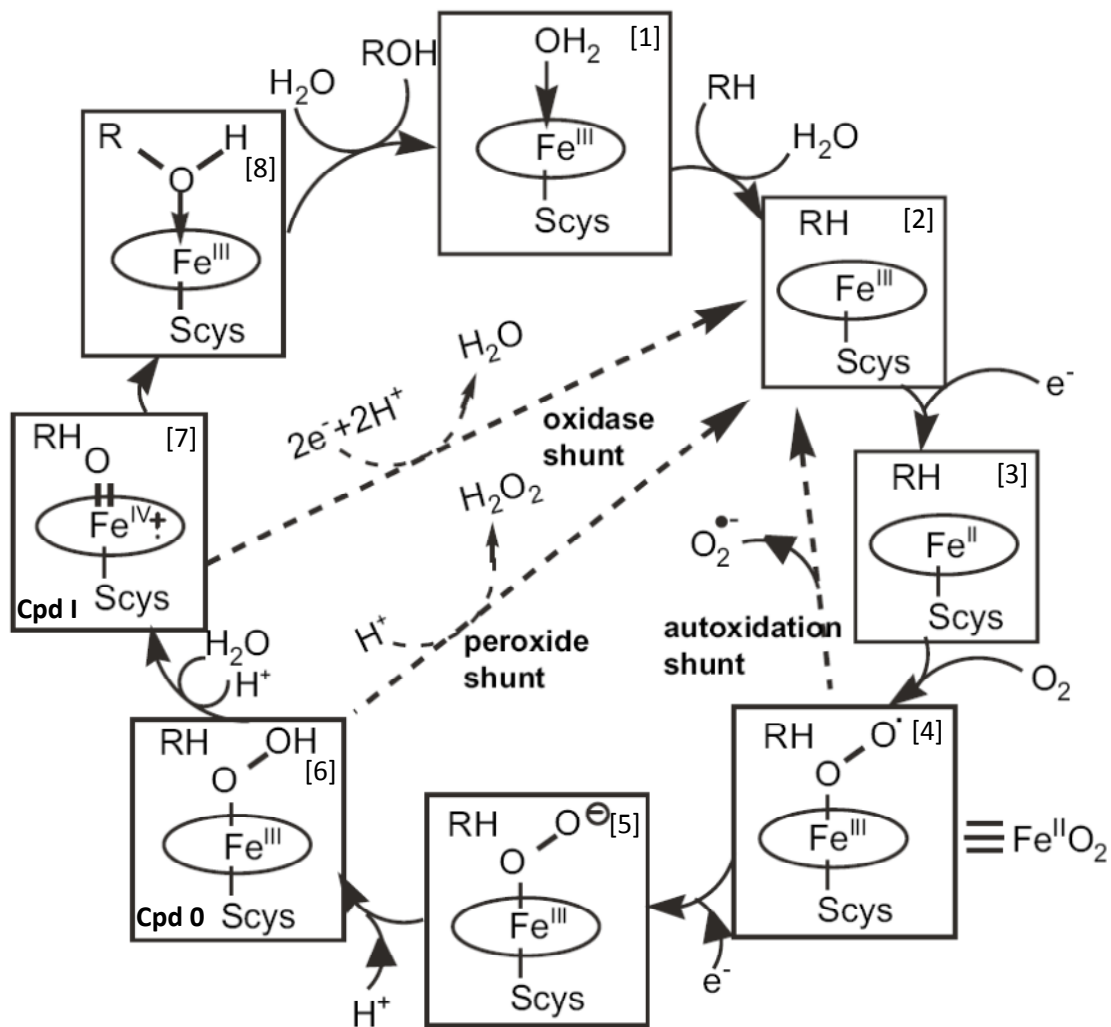 OH₂ [1]
Feᴵᴵᴵ
Scys
RH
H₂O
RH [2]
Feᴵᴵᴵ
Scys
e⁻
RH [3]
Feᴵᴵ
Scys
O₂
RH O· [4]
O
Feᴵᴵᴵ
Scys
≡ FeᴵᴵO₂
e⁻
RH O⊖ [5]
O
Feᴵᴵᴵ
Scys
H⁺
RH OH [6]
O
Feᴵᴵᴵ
Cpd 0 Scys
H₂O
H⁺
RH [7]
O
Feᴵⱽ+·
Scys
Cpd I
R H [8]
O
Feᴵᴵᴵ
Scys
H₂O
ROH
2e⁻+2H⁺
H₂O
oxidase
shunt
H⁺
H₂O₂
peroxide
shunt
O₂•⁻
autoxidation
shunt